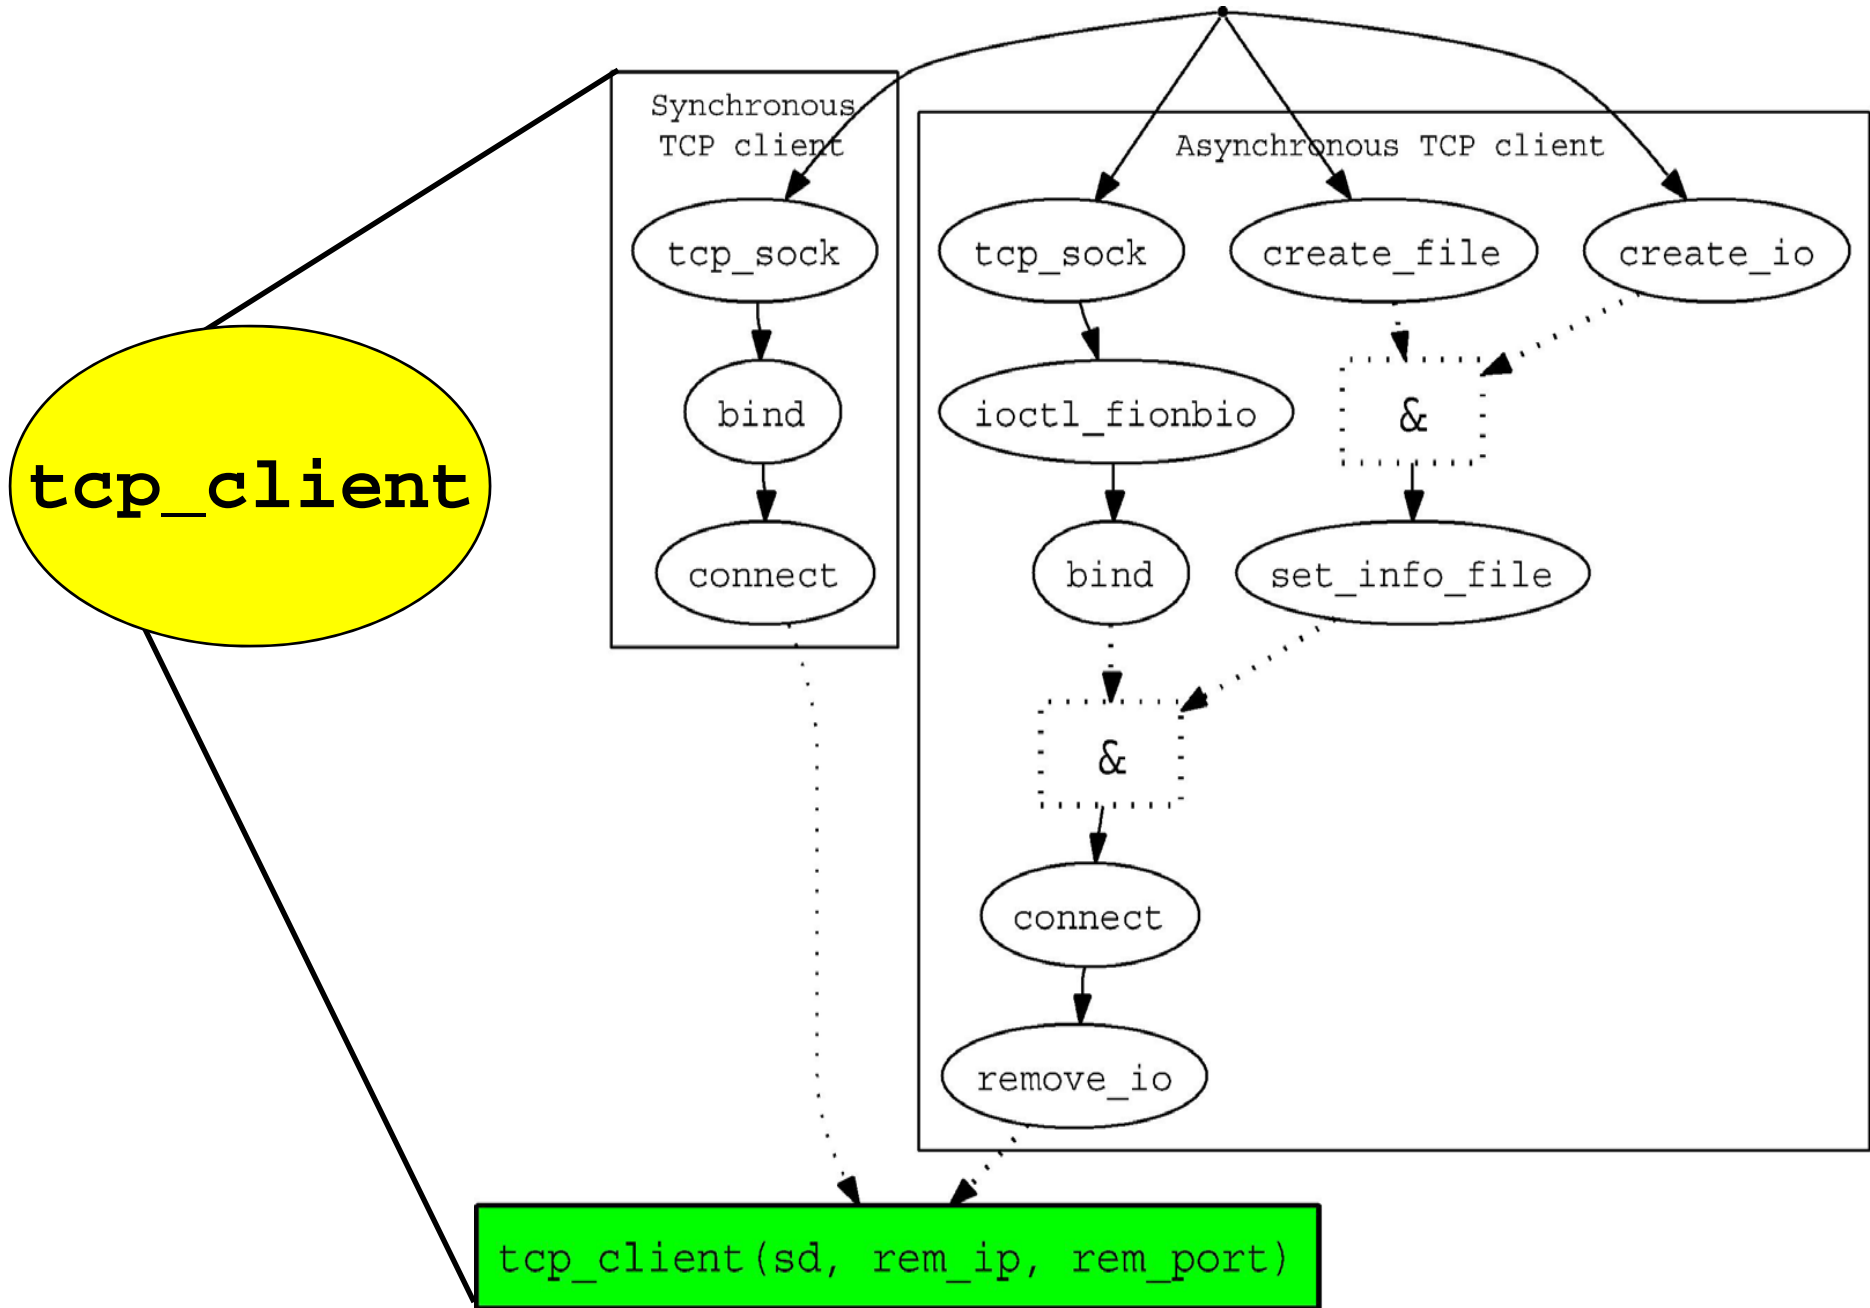 Synchronous
TCP client
Asynchronous TCP client
tcp_sock
tcp_sock
create_file
create_io
bind
ioctl_fionbio
&
tcp_client
connect
bind
set_info_file
&
connect
remove_io
tcp_client(sd, rem_ip, rem_port)